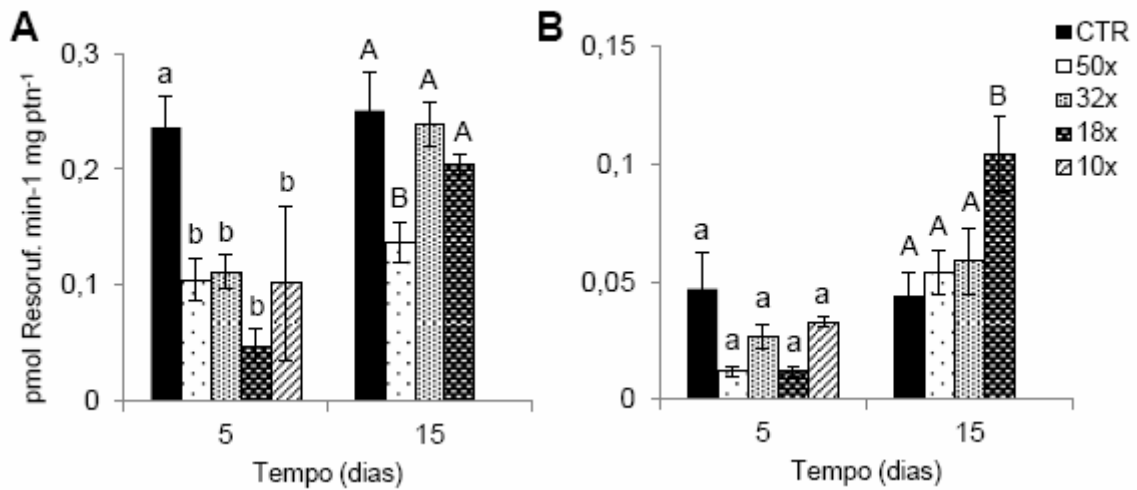 A
0,3
0,2
0,1
0
pmol Resoruf. min-1 mg ptn-1
a
b
b
b
b
A
B
A
A
5
15
Tempo (dias)
B
0,15
0,1
0,05
0
a
a
a
a
a
A
A
A
B
5
15
Tempo (dias)
CTR
50x
32x
18x
10x